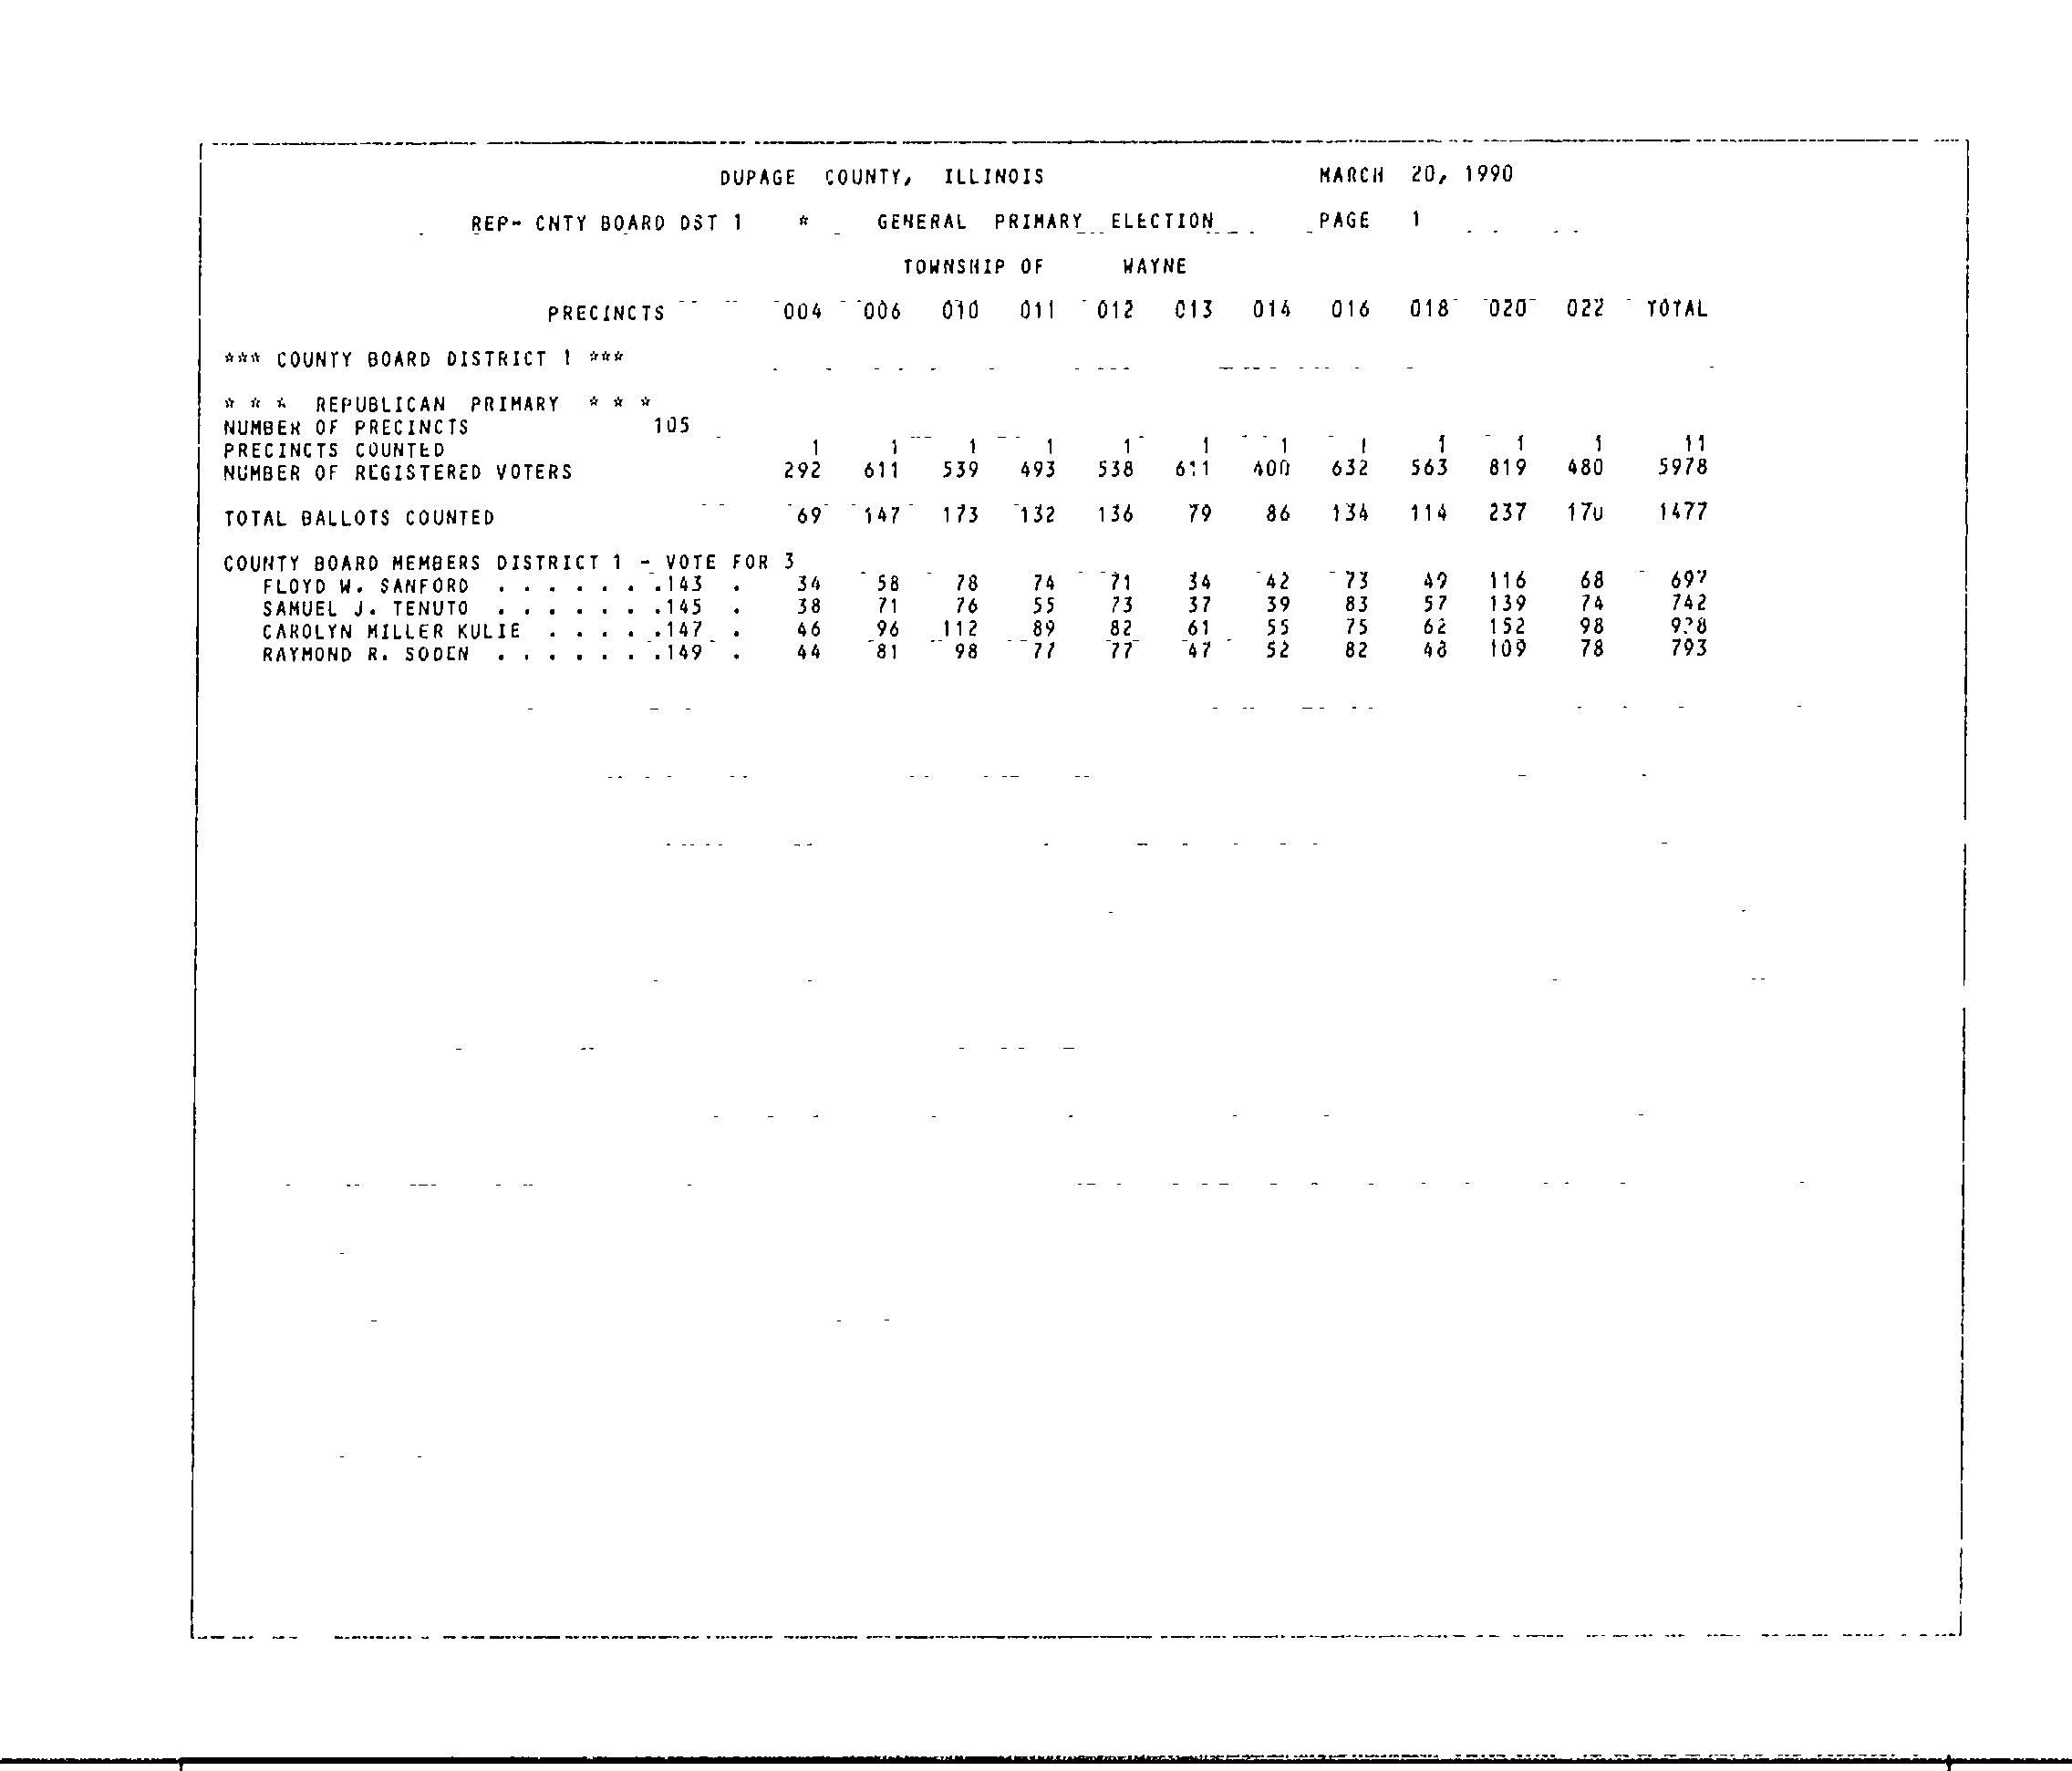 DUPAGE COUNTY, ILLINOIS MARCH 20, 1990
REP- CNTY BOARD DST 1 * GENERAL PRIMARY ELECTION PAGE 1
TOWNSHIP OF WAYNE
PRECINCTS 004 006 010 011 012 013 014 016 018 020 022 TOTAL
*** COUNTY BOARD DISTRICT 1 ***
* * * REPUBLICAN PRIMARY * * *
NUMBER OF PRECINCTS 105
PRECINCTS COUNTED 1 1 1 1 1 1 1 1 1 1 1 11
NUMBER OF REGISTERED VOTERS 292 611 539 493 538 611 400 632 563 819 480 5978
TOTAL BALLOTS COUNTED 69 147 173 132 136 79 86 134 114 237 170 1477
COUNTY BOARD MEMBERS DISTRICT 1 - VOTE FOR 3
FLOYD W. SANFORD . . . . . . .143 . 34 58 78 74 71 34 42 73 49 116 68 697
SAMUEL J. TENUTO . . . . . . .145 . 38 71 76 55 73 37 39 83 57 139 74 742
CAROLYN MILLER KULIE . . . . .147 . 46 96 112 89 82 61 55 75 62 152 98 928
RAYMOND R. SODEN . . . . . . .149 . 44 81 98 77 77 47 52 82 48 109 78 793